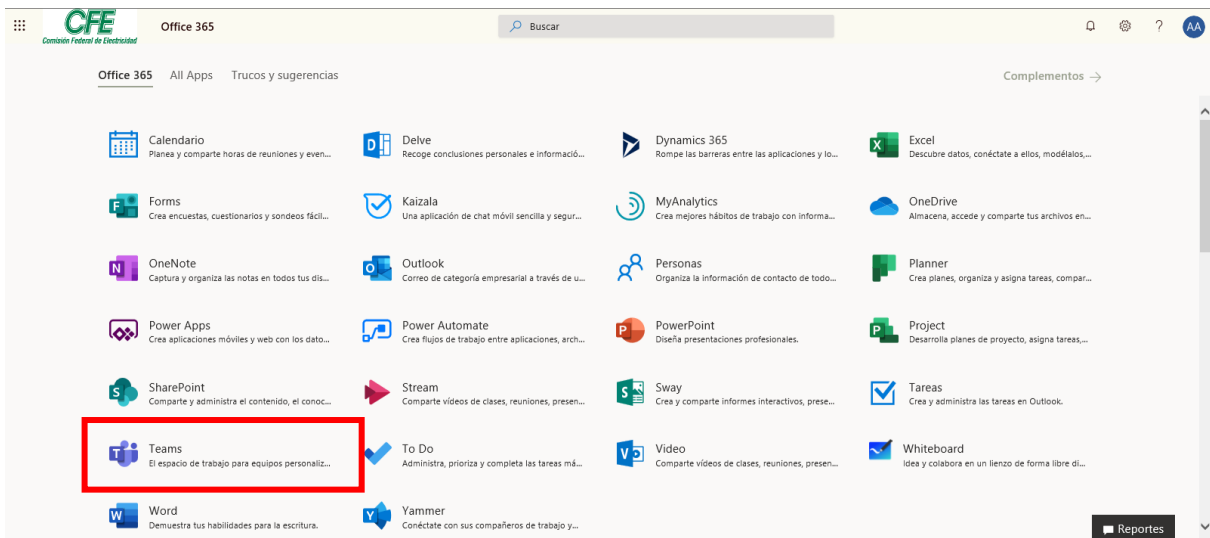 CFE
Comisión Federal de Electricidad
Office 365
Buscar
?
AA
Office 365
All Apps
Trucos y sugerencias
Complementos →
Calendario
Planea y comparte horas de reuniones y even...
Delve
Recoge conclusiones personales e informació...
Dynamics 365
Rompe las barreras entre las aplicaciones y lo...
Excel
Descubre datos, conéctate a ellos, modélalos,...
Forms
Crea encuestas, cuestionarios y sondeos fácil...
Kaizala
Una aplicación de chat móvil sencilla y segur...
MyAnalytics
Crea mejores hábitos de trabajo con informa...
OneDrive
Almacena, accede y comparte tus archivos en...
OneNote
Captura y organiza las notas en todos tus dis...
Outlook
Correo de categoría empresarial a través de u...
Personas
Organiza la información de contacto de todo...
Planner
Crea planes, organiza y asigna tareas, compar...
Power Apps
Crea aplicaciones móviles y web con los dato...
Power Automate
Crea flujos de trabajo entre aplicaciones, arch...
PowerPoint
Diseña presentaciones profesionales.
Project
Desarrolla planes de proyecto, asigna tareas,...
SharePoint
Comparte y administra el contenido, el conoc...
Stream
Comparte vídeos de clases, reuniones, presen...
Sway
Crea y comparte informes interactivos, prese...
Tareas
Crea y administra las tareas en Outlook.
Teams
El espacio de trabajo para equipos personaliz...
To Do
Administra, prioriza y completa las tareas má...
Video
Comparte vídeos de clases, reuniones, presen...
Whiteboard
Idea y colabora en un lienzo de forma libre di...
Word
Demuestra tus habilidades para la escritura.
Yammer
Conéctate con sus compañeros de trabajo y...
Reportes